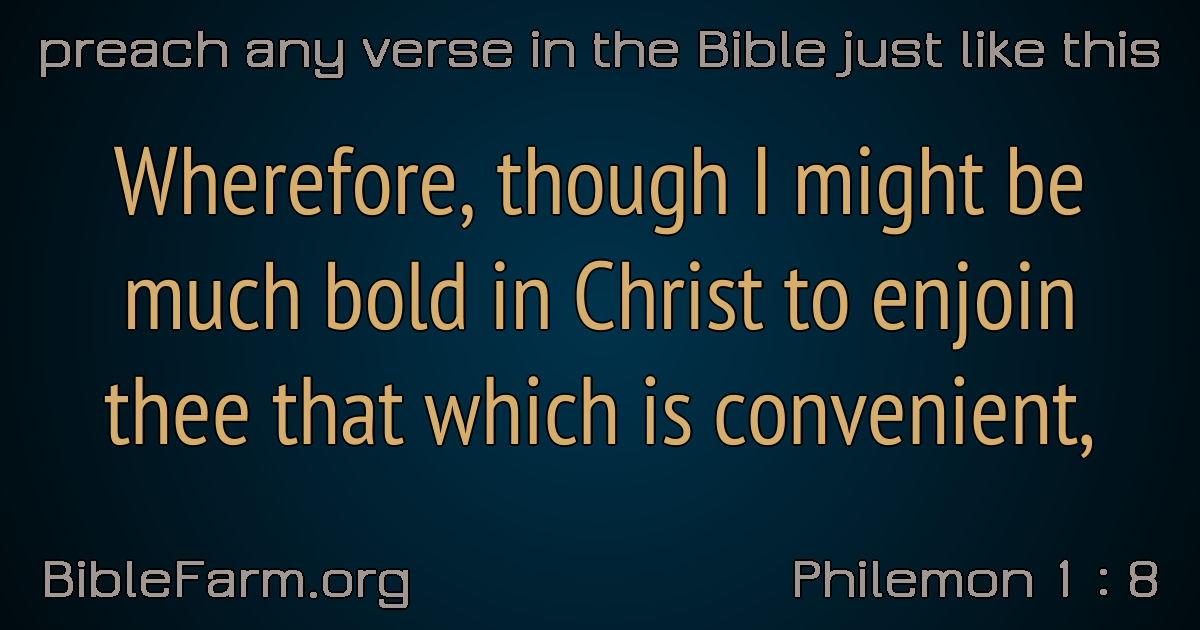 preach any verse in the Bible just like this
Wherefore, though I might be
much bold in Christ to enjoin
thee that which is convenient,
BibleFarm.org
Philemon 1 : 8